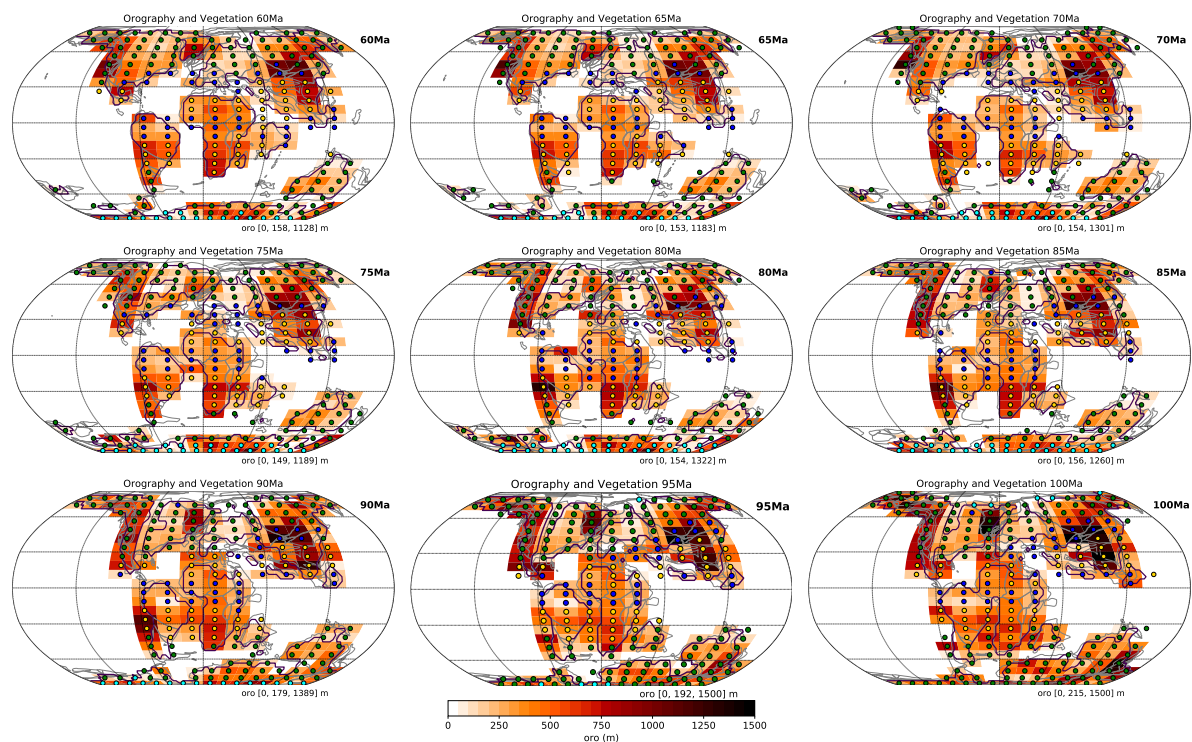 Orography and Vegetation 60Ma
60Ma
oro [0, 158, 1128] m
Orography and Vegetation 65Ma
65Ma
oro [0, 153, 1183] m
Orography and Vegetation 70Ma
70Ma
oro [0, 154, 1301] m
Orography and Vegetation 75Ma
75Ma
oro [0, 149, 1189] m
Orography and Vegetation 80Ma
80Ma
oro [0, 154, 1322] m
Orography and Vegetation 85Ma
85Ma
oro [0, 156, 1260] m
Orography and Vegetation 90Ma
90Ma
oro [0, 179, 1389] m
Orography and Vegetation 95Ma
95Ma
oro [0, 192, 1500] m
Orography and Vegetation 100Ma
100Ma
oro [0, 215, 1500] m
0 250 500 750 1000 1250 1500
oro (m)